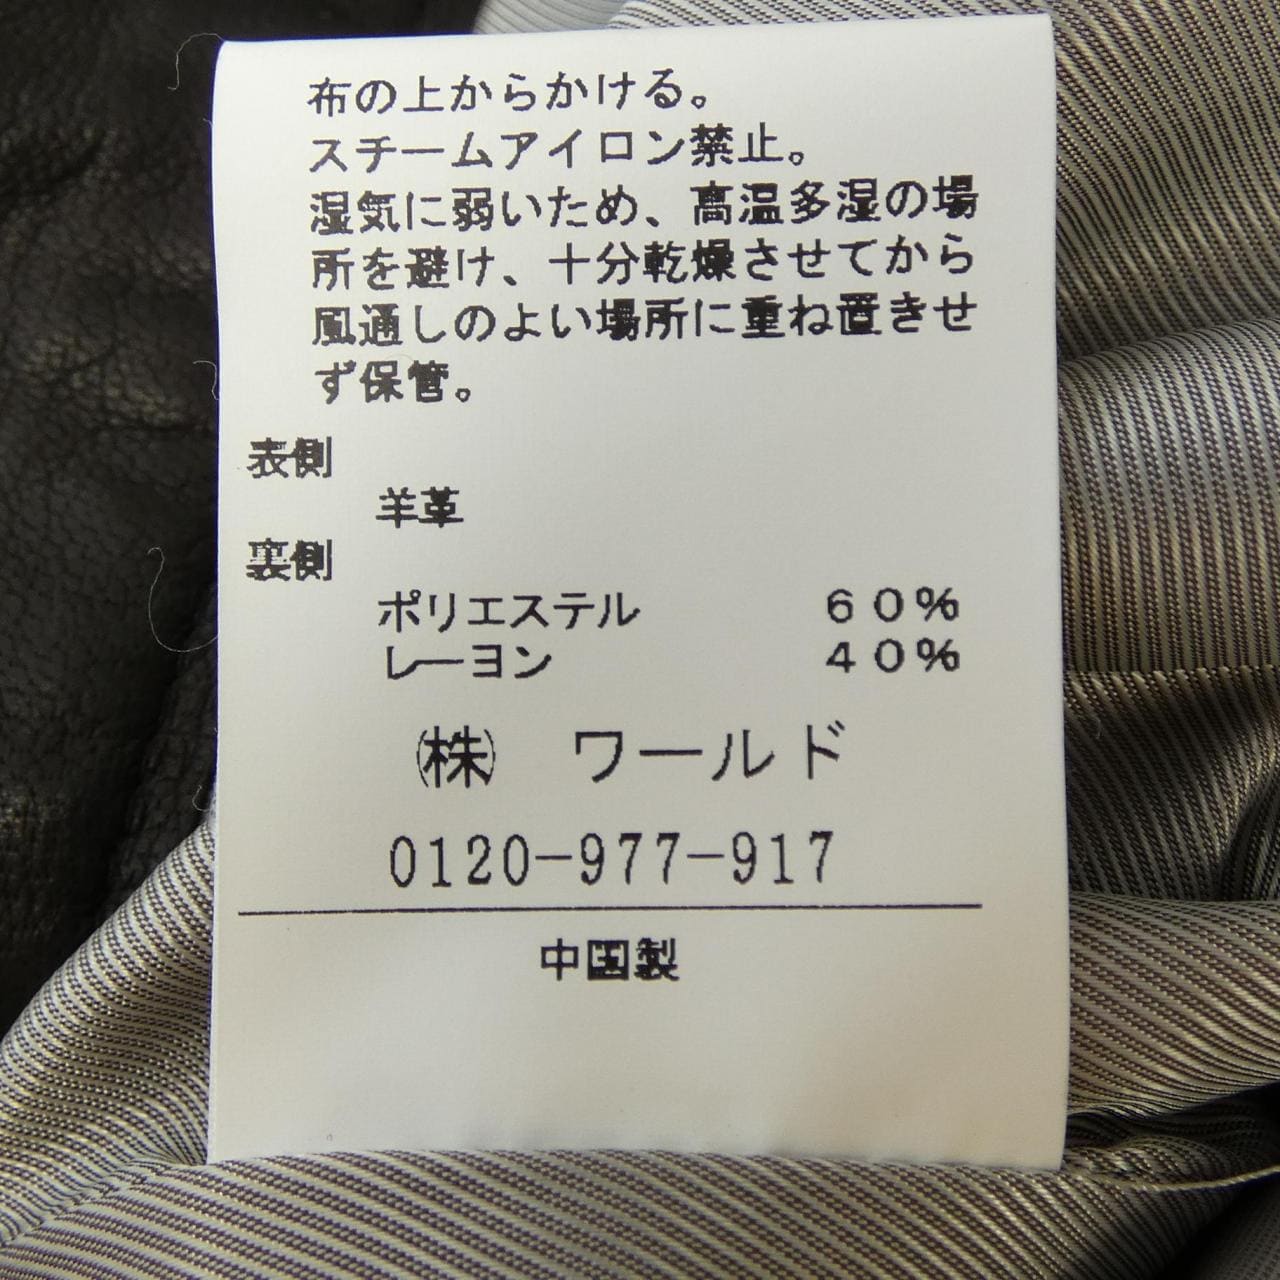 布の上からかける。
スチームアイロン禁止。
湿気に弱いため、高温多湿の場
所を避け、十分乾燥させてから
風通しのよい場所に重ね置きせ
ず保管。
表側
羊革
裏側
ポリエステル 60%
レーヨン 40%
㈱ ワールド
0120-977-917
中国製